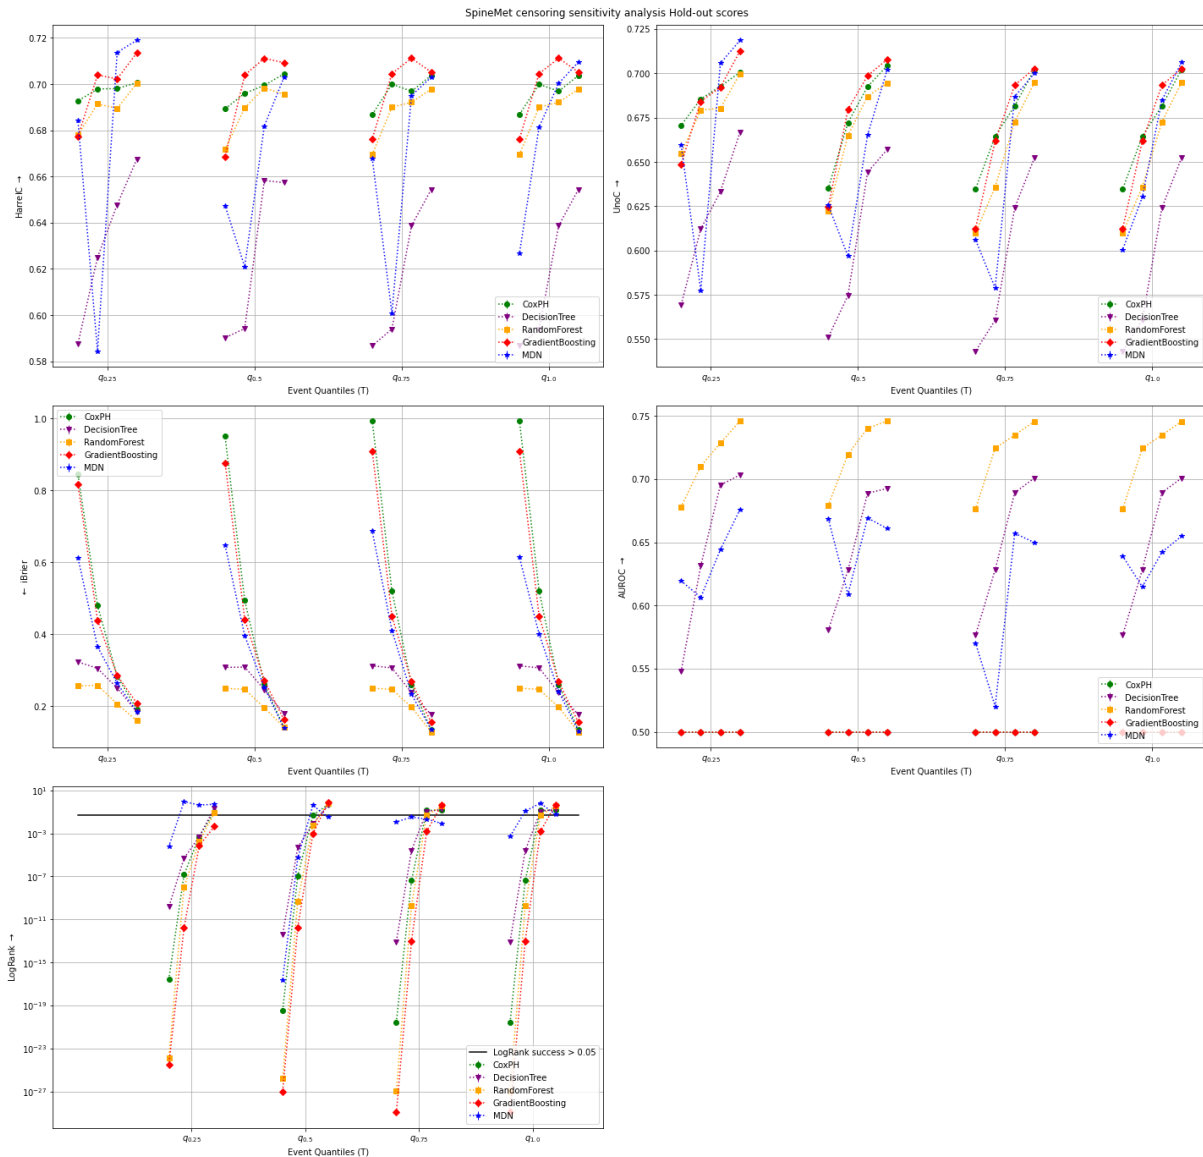 SpineMet censoring sensitivity analysis Hold-out scores
0.72
0.70
0.68
0.66
0.64
0.62
0.60
0.58
HarrelC →
CoxPH
DecisionTree
RandomForest
GradientBoosting
MDN
q0.25
q0.5
q0.75
q1.0
Event Quantiles (T)
0.725
0.700
0.675
0.650
0.625
0.600
0.575
0.550
UnoC →
CoxPH
DecisionTree
RandomForest
GradientBoosting
MDN
q0.25
q0.5
q0.75
q1.0
Event Quantiles (T)
1.0
0.8
0.6
0.4
0.2
← iBrier
CoxPH
DecisionTree
RandomForest
GradientBoosting
MDN
q0.25
q0.5
q0.75
q1.0
Event Quantiles (T)
0.75
0.70
0.65
0.60
0.55
0.50
AUROC →
CoxPH
DecisionTree
RandomForest
GradientBoosting
MDN
q0.25
q0.5
q0.75
q1.0
Event Quantiles (T)
10^1
10^-3
10^-7
10^-11
10^-15
10^-19
10^-23
10^-27
LogRank →
LogRank success > 0.05
CoxPH
DecisionTree
RandomForest
GradientBoosting
MDN
q0.25
q0.5
q0.75
q1.0
Event Quantiles (T)